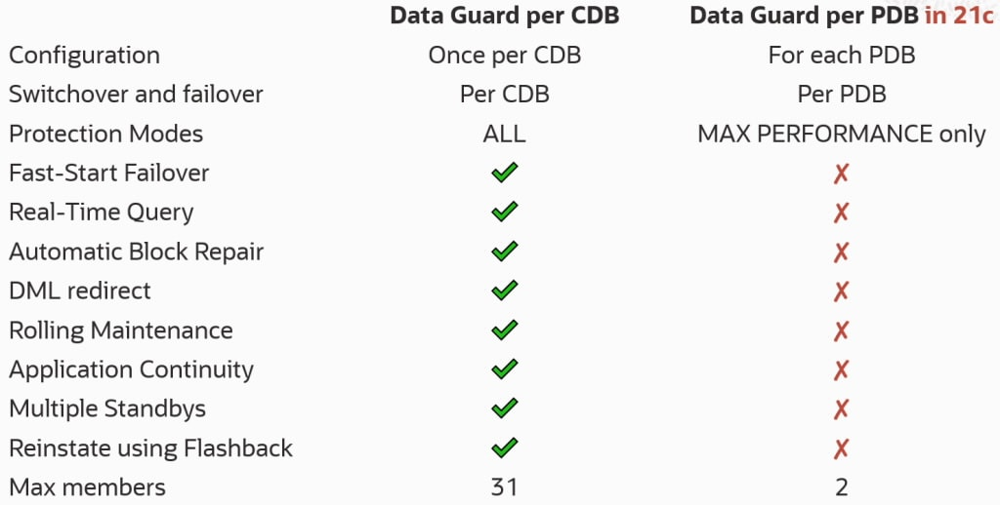 Data Guard per CDB Data Guard per PDB in 21c
Configuration Once per CDB For each PDB
Switchover and failover Per CDB Per PDB
Protection Modes ALL MAX PERFORMANCE only
Fast-Start Failover ✔ ✗
Real-Time Query ✔ ✗
Automatic Block Repair ✔ ✗
DML redirect ✔ ✗
Rolling Maintenance ✔ ✗
Application Continuity ✔ ✗
Multiple Standbys ✔ ✗
Reinstate using Flashback ✔ ✗
Max members 31 2